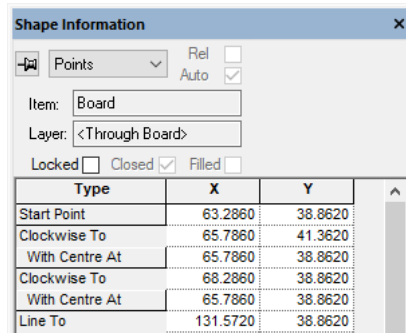 Shape Information
Points
Rel
Auto
Item: Board
Layer: <Through Board>
Locked Closed Filled
Type X Y
Start Point 63.2860 38.8620
Clockwise To 65.7860 41.3620
With Centre At 65.7860 38.8620
Clockwise To 68.2860 38.8620
With Centre At 65.7860 38.8620
Line To 131.5720 38.8620